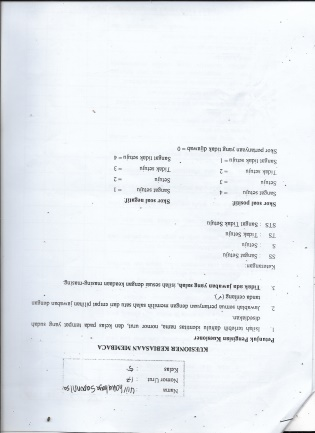 Nama :
Nomor Urut : 17
Kelas : 5
KUESIONER KEBIASAAN MEMBACA
Petunjuk Pengisian Kuesioner
1. Isilah terlebih dahulu identitas nama, nomor urut, dan kelas pada tempat yang sudah
disediakan.
2. Jawablah semua pertanyaan dengan memilih salah satu dari empat pilihan jawaban dengan
tanda centang (√).
3. Tidak ada jawaban yang salah, isilah sesuai dengan keadaan masing-masing.
Keterangan:
SS : Sangat Setuju
S : Setuju
TS : Tidak Setuju
STS : Sangat Tidak Setuju
Skor soal positif: Skor soal negatif:
Sangat setuju = 4 Sangat setuju = 1
Setuju = 3 Setuju = 2
Tidak setuju = 2 Tidak setuju = 3
Sangat tidak setuju = 1 Sangat tidak setuju = 4
Skor pertanyaan yang tidak dijawab = 0